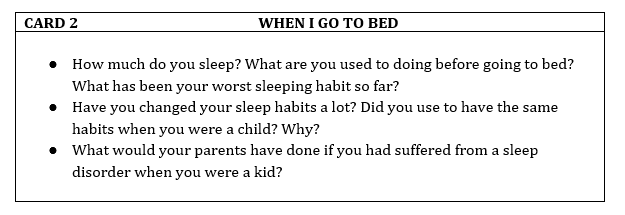 CARD 2 WHEN I GO TO BED
● How much do you sleep? What are you used to doing before going to bed?
What has been your worst sleeping habit so far?
● Have you changed your sleep habits a lot? Did you use to have the same
habits when you were a child? Why?
● What would your parents have done if you had suffered from a sleep
disorder when you were a kid?